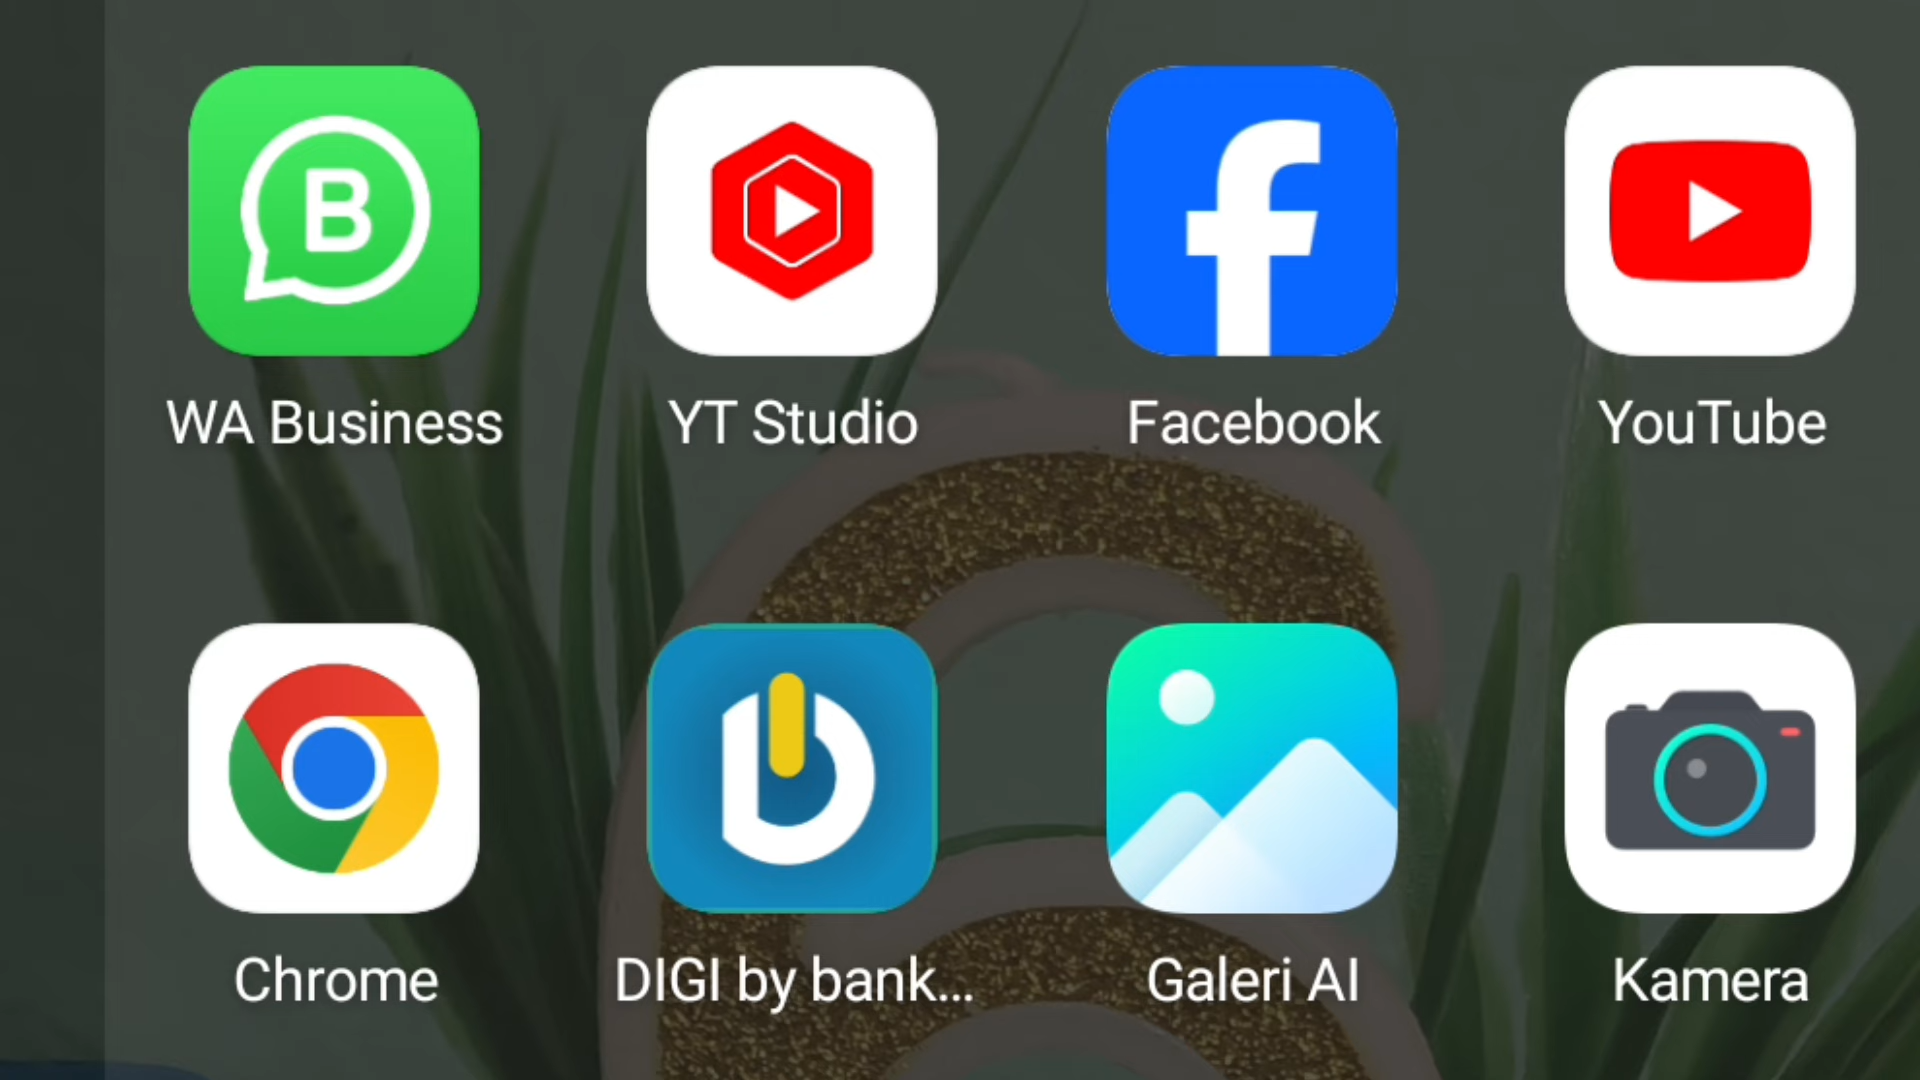 WA Business
YT Studio
Facebook
YouTube
Chrome
DIGI by bank...
Galeri AI
Kamera